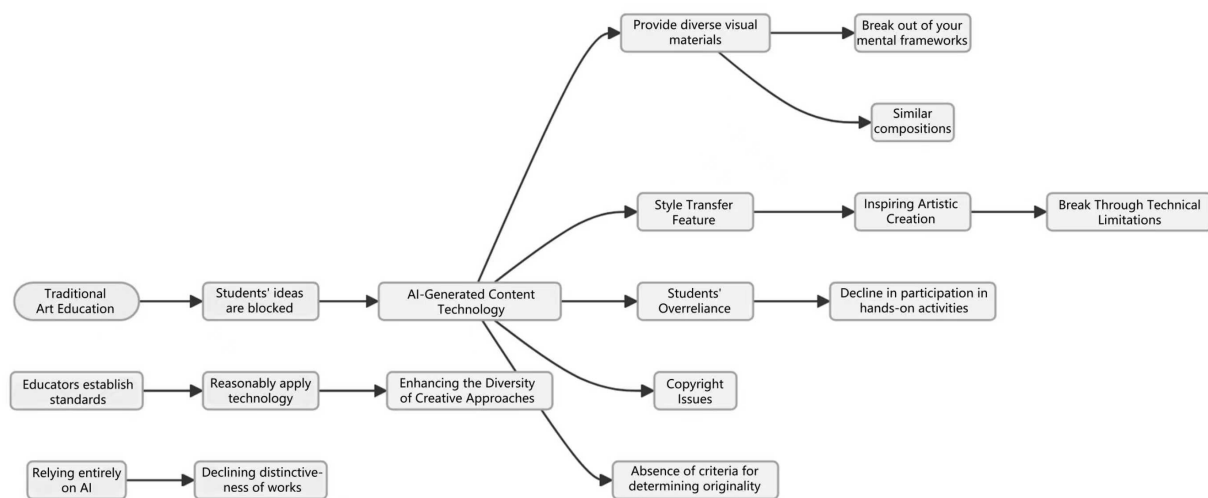 Provide diverse visual
materials
Break out of your
mental frameworks
Similar
compositions
Style Transfer
Feature
Inspiring Artistic
Creation
Break Through Technical
Limitations
Traditional
Art Education
Students' ideas
are blocked
AI-Generated Content
Technology
Students'
Overreliance
Decline in participation in
hands-on activities
Educators establish
standards
Reasonably apply
technology
Enhancing the Diversity
of Creative Approaches
Copyright
Issues
Relying entirely
on AI
Declining distinctive-
ness of works
Absence of criteria for
determining originality